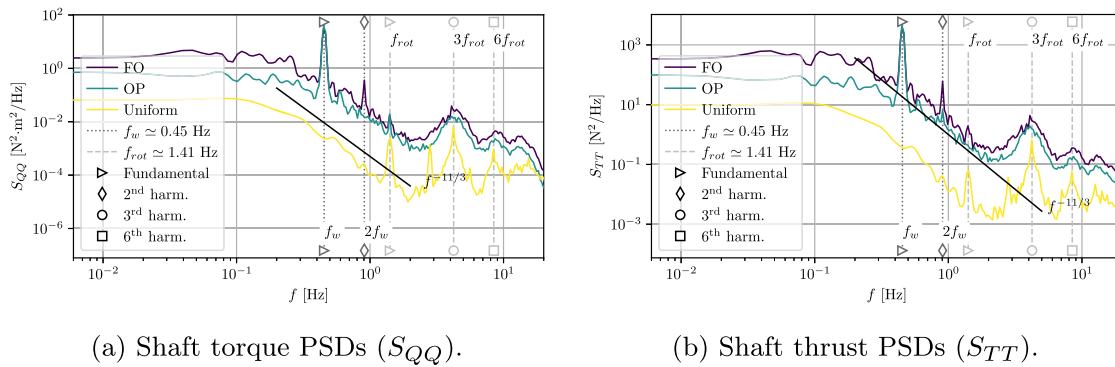 f_rot 3f_rot 6f_rot
10^2
10^0
10^−2
10^−4
10^−6
S_QQ [N²·m²/Hz]
FO
OP
Uniform
f_w ≃ 0.45 Hz
f_rot ≃ 1.41 Hz
Fundamental
2nd harm.
3rd harm.
6th harm.
f^−11/3
f_w 2f_w
10^−2 10^−1 10^0 10^1
f [Hz]
(a) Shaft torque PSDs (S_QQ).
f_rot 3f_rot 6f_rot
10^3
10^1
10^−1
10^−3
S_TT [N²/Hz]
FO
OP
Uniform
f_w ≃ 0.45 Hz
f_rot ≃ 1.41 Hz
Fundamental
2nd harm.
3rd harm.
6th harm.
f^−11/3
f_w 2f_w
10^−2 10^−1 10^0 10^1
f [Hz]
(b) Shaft thrust PSDs (S_TT).